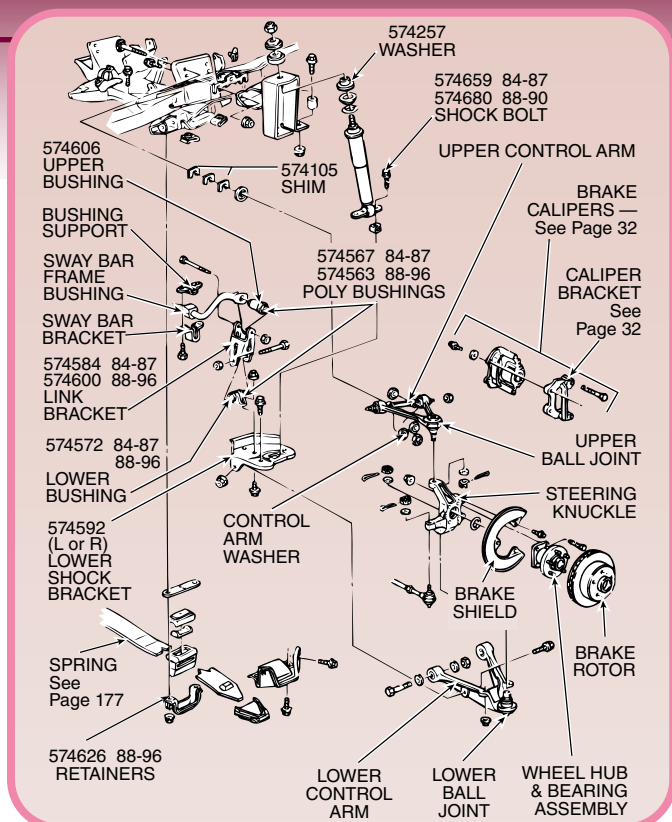 574257
WASHER
574659 84-87
574680 88-90
SHOCK BOLT
574606
UPPER
BUSHING
574105
SHIM
UPPER CONTROL ARM
BUSHING
SUPPORT
BRAKE
CALIPERS —
See Page 32
SWAY BAR
FRAME
BUSHING
574567 84-87
574563 88-96
POLY BUSHINGS
CALIPER
BRACKET
See
Page 32
SWAY BAR
BRACKET
574584 84-87
574600 88-96
LINK
BRACKET
574572 84-87
88-96
LOWER
BUSHING
UPPER
BALL JOINT
STEERING
KNUCKLE
574592
(L or R)
LOWER
SHOCK
BRACKET
CONTROL
ARM
WASHER
BRAKE
SHIELD
BRAKE
ROTOR
SPRING
See
Page 177
574626 88-96
RETAINERS
LOWER
CONTROL
ARM
LOWER
BALL
JOINT
WHEEL HUB
& BEARING
ASSEMBLY